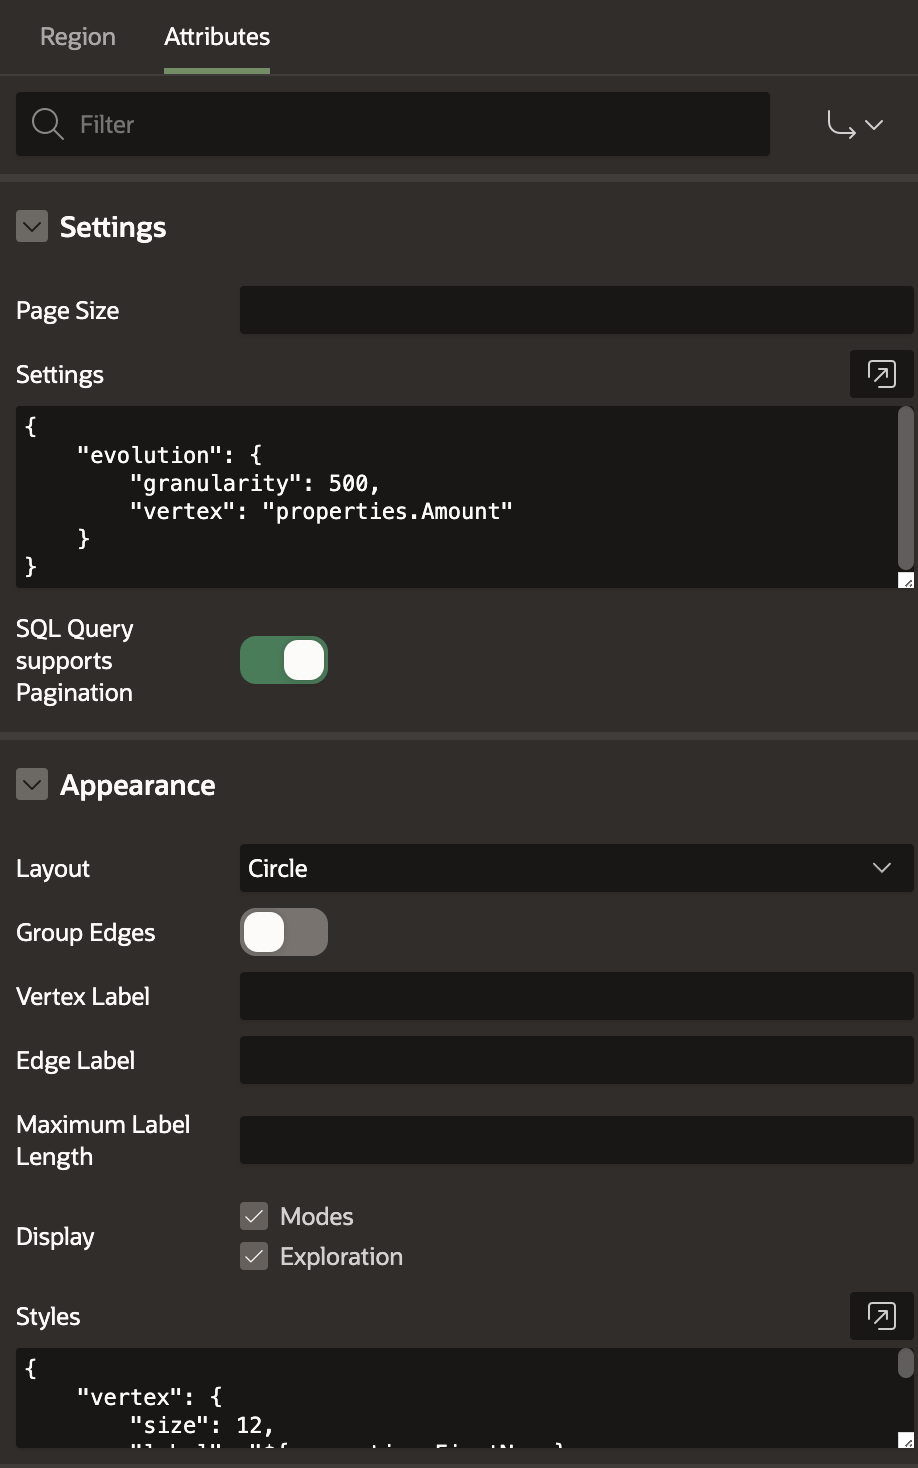 Region Attributes
Filter
Settings
Page Size
Settings
{
    "evolution": {
        "granularity": 500,
        "vertex": "properties.Amount"
    }
}
SQL Query
supports
Pagination
Appearance
Layout Circle
Group Edges
Vertex Label
Edge Label
Maximum Label
Length
Display
Modes
Exploration
Styles
{
    "vertex": {
        "size": 12,